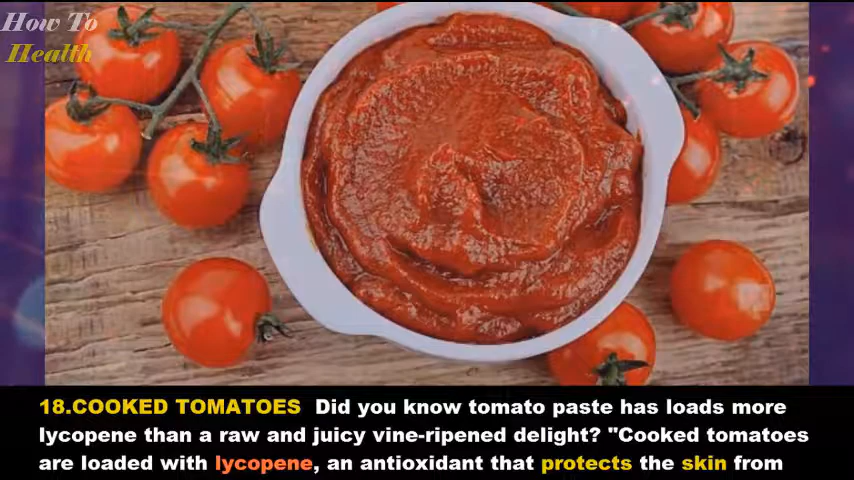 How To
Health
18.COOKED TOMATOES Did you know tomato paste has loads more
lycopene than a raw and juicy vine-ripened delight? "Cooked tomatoes
are loaded with lycopene, an antioxidant that protects the skin from